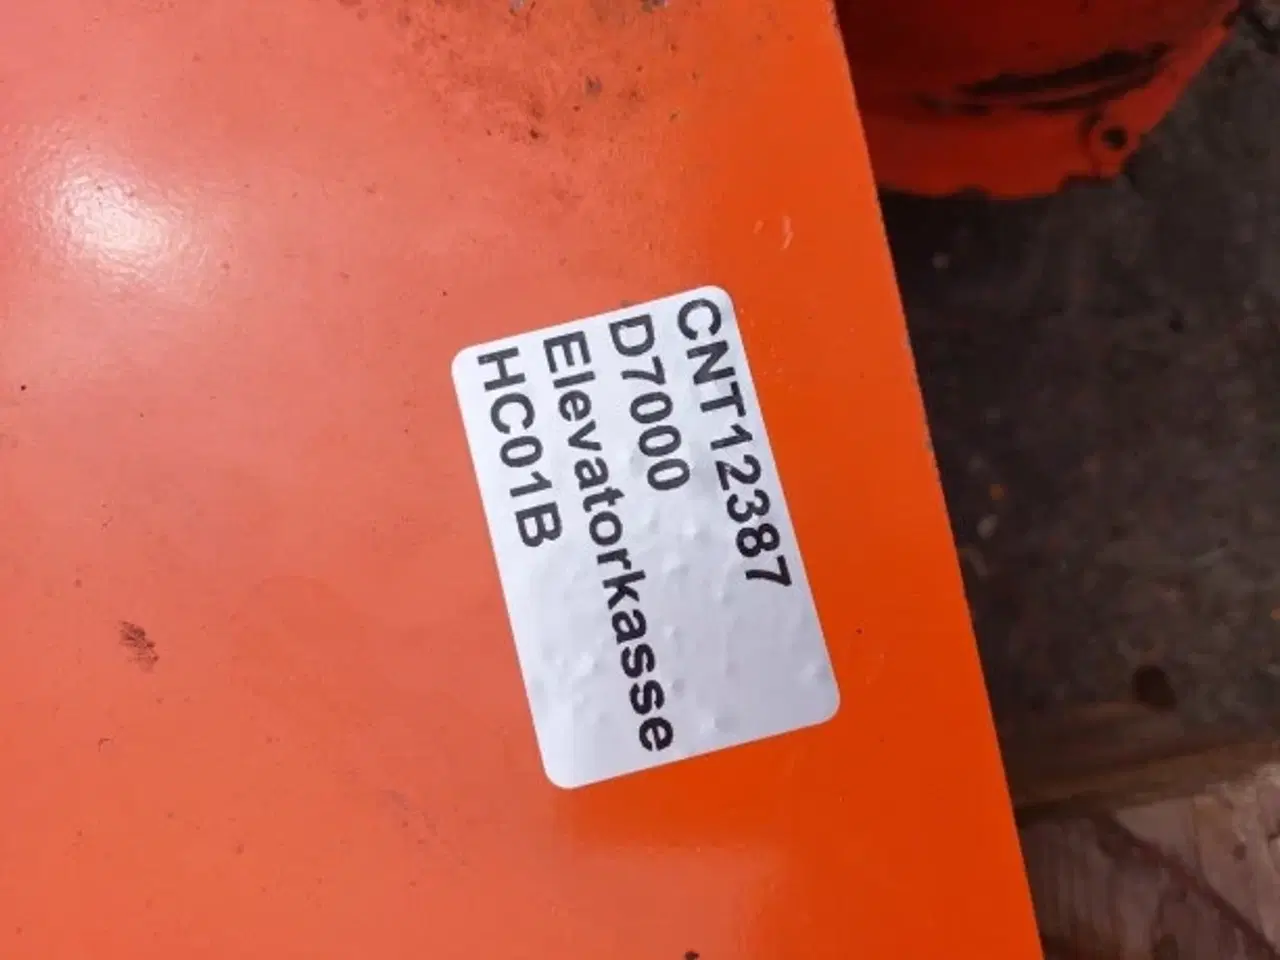 CNT12387
D7000
Elevatorkasse
HC01B